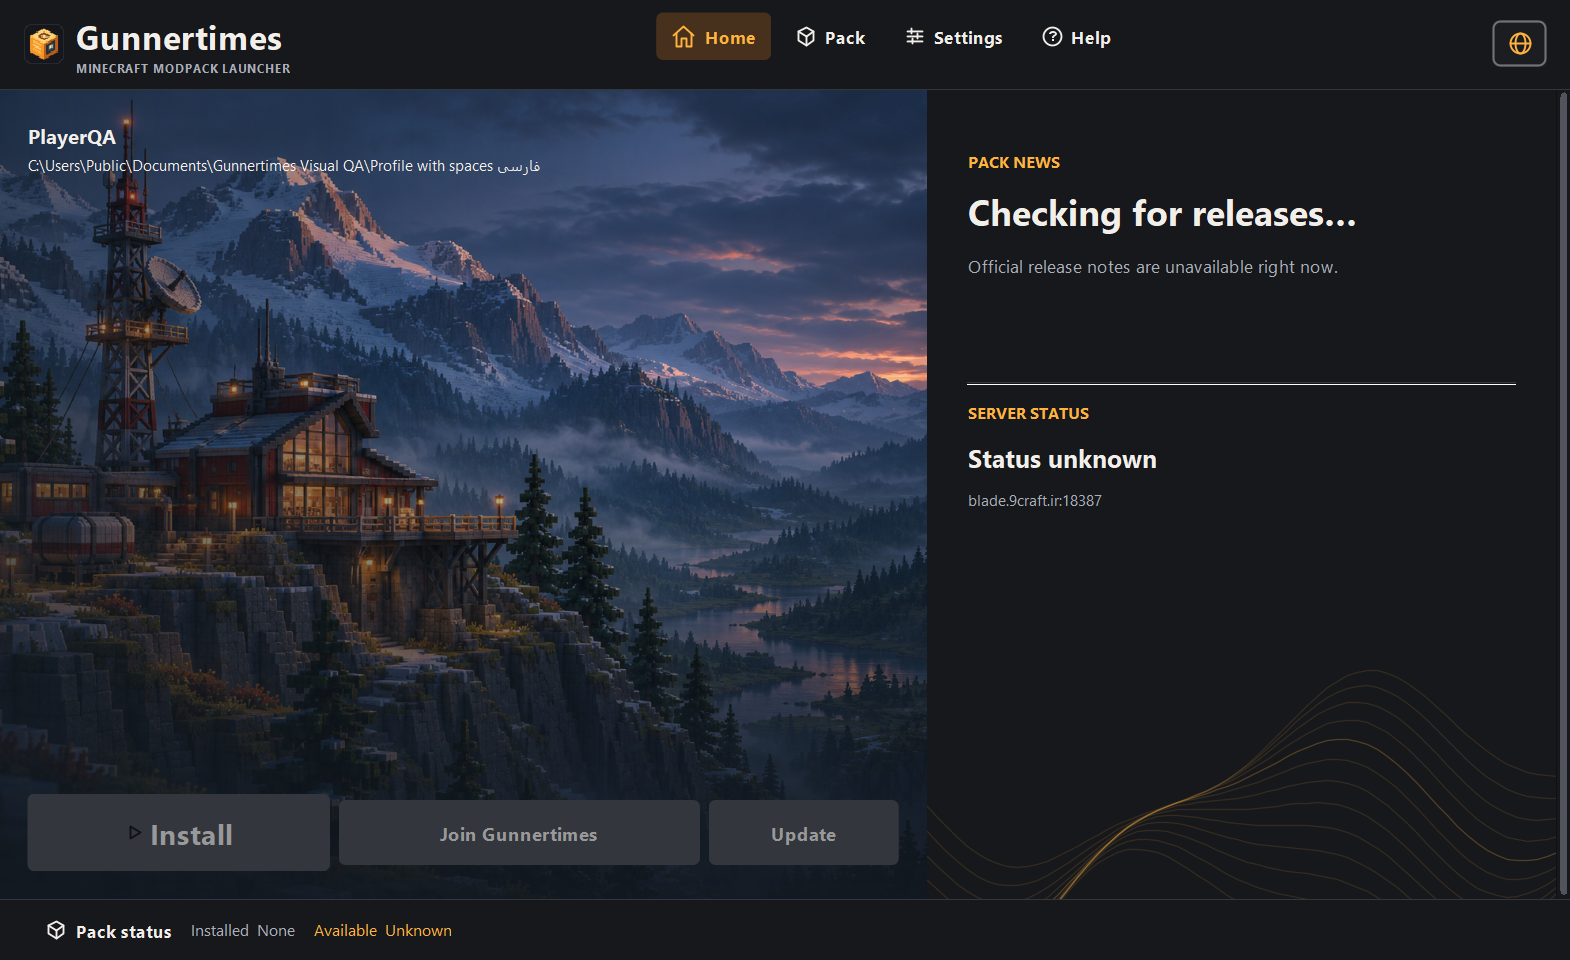 Gunnertimes
MINECRAFT MODPACK LAUNCHER
Home
Pack
Settings
Help
PlayerQA
C:\Users\Public\Documents\Gunnertimes Visual QA\Profile with spaces فارسی
PACK NEWS
Checking for releases...
Official release notes are unavailable right now.
SERVER STATUS
Status unknown
blade.9craft.ir:18387
Install
Join Gunnertimes
Update
Pack status
Installed None
Available Unknown